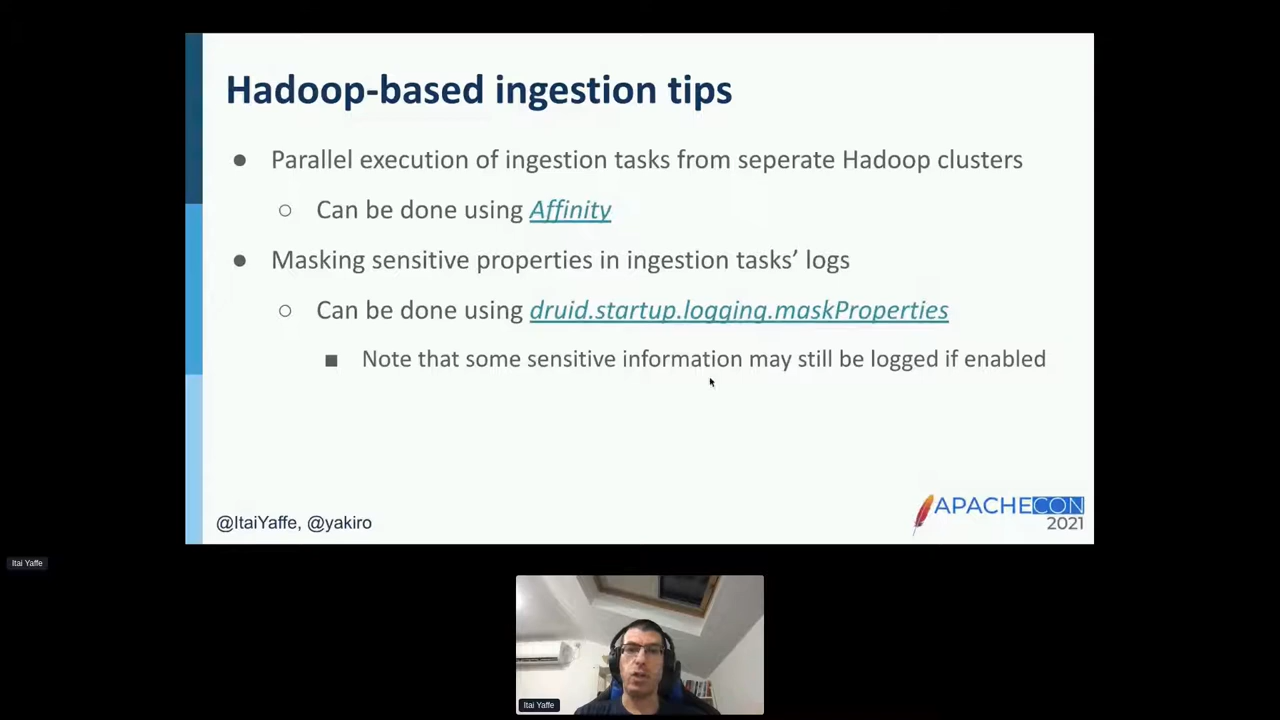 Hadoop-based ingestion tips
● Parallel execution of ingestion tasks from seperate Hadoop clusters
○ Can be done using Affinity
● Masking sensitive properties in ingestion tasks’ logs
○ Can be done using druid.startup.logging.maskProperties
■ Note that some sensitive information may still be logged if enabled
@ItaiYaffe, @yakiro
APACHECON
2021
Itai Yaffe
Itai Yaffe